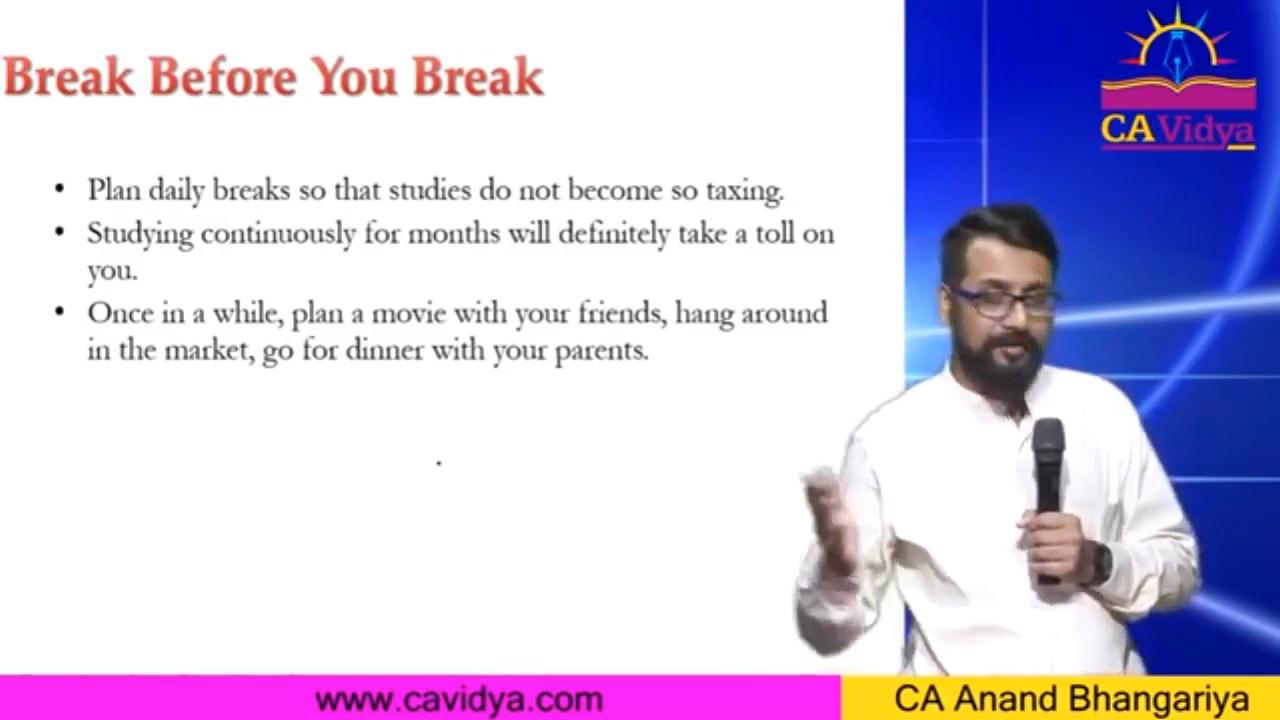 Break Before You Break
• Plan daily breaks so that studies do not become so taxing.
• Studying continuously for months will definitely take a toll on
you.
• Once in a while, plan a movie with your friends, hang around
in the market, go for dinner with your parents.
CA Vidya
www.cavidya.com
CA Anand Bhangariya